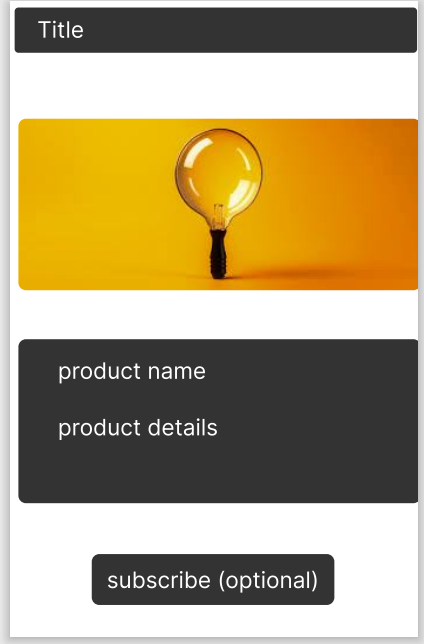 Title
product name
product details
subscribe (optional)